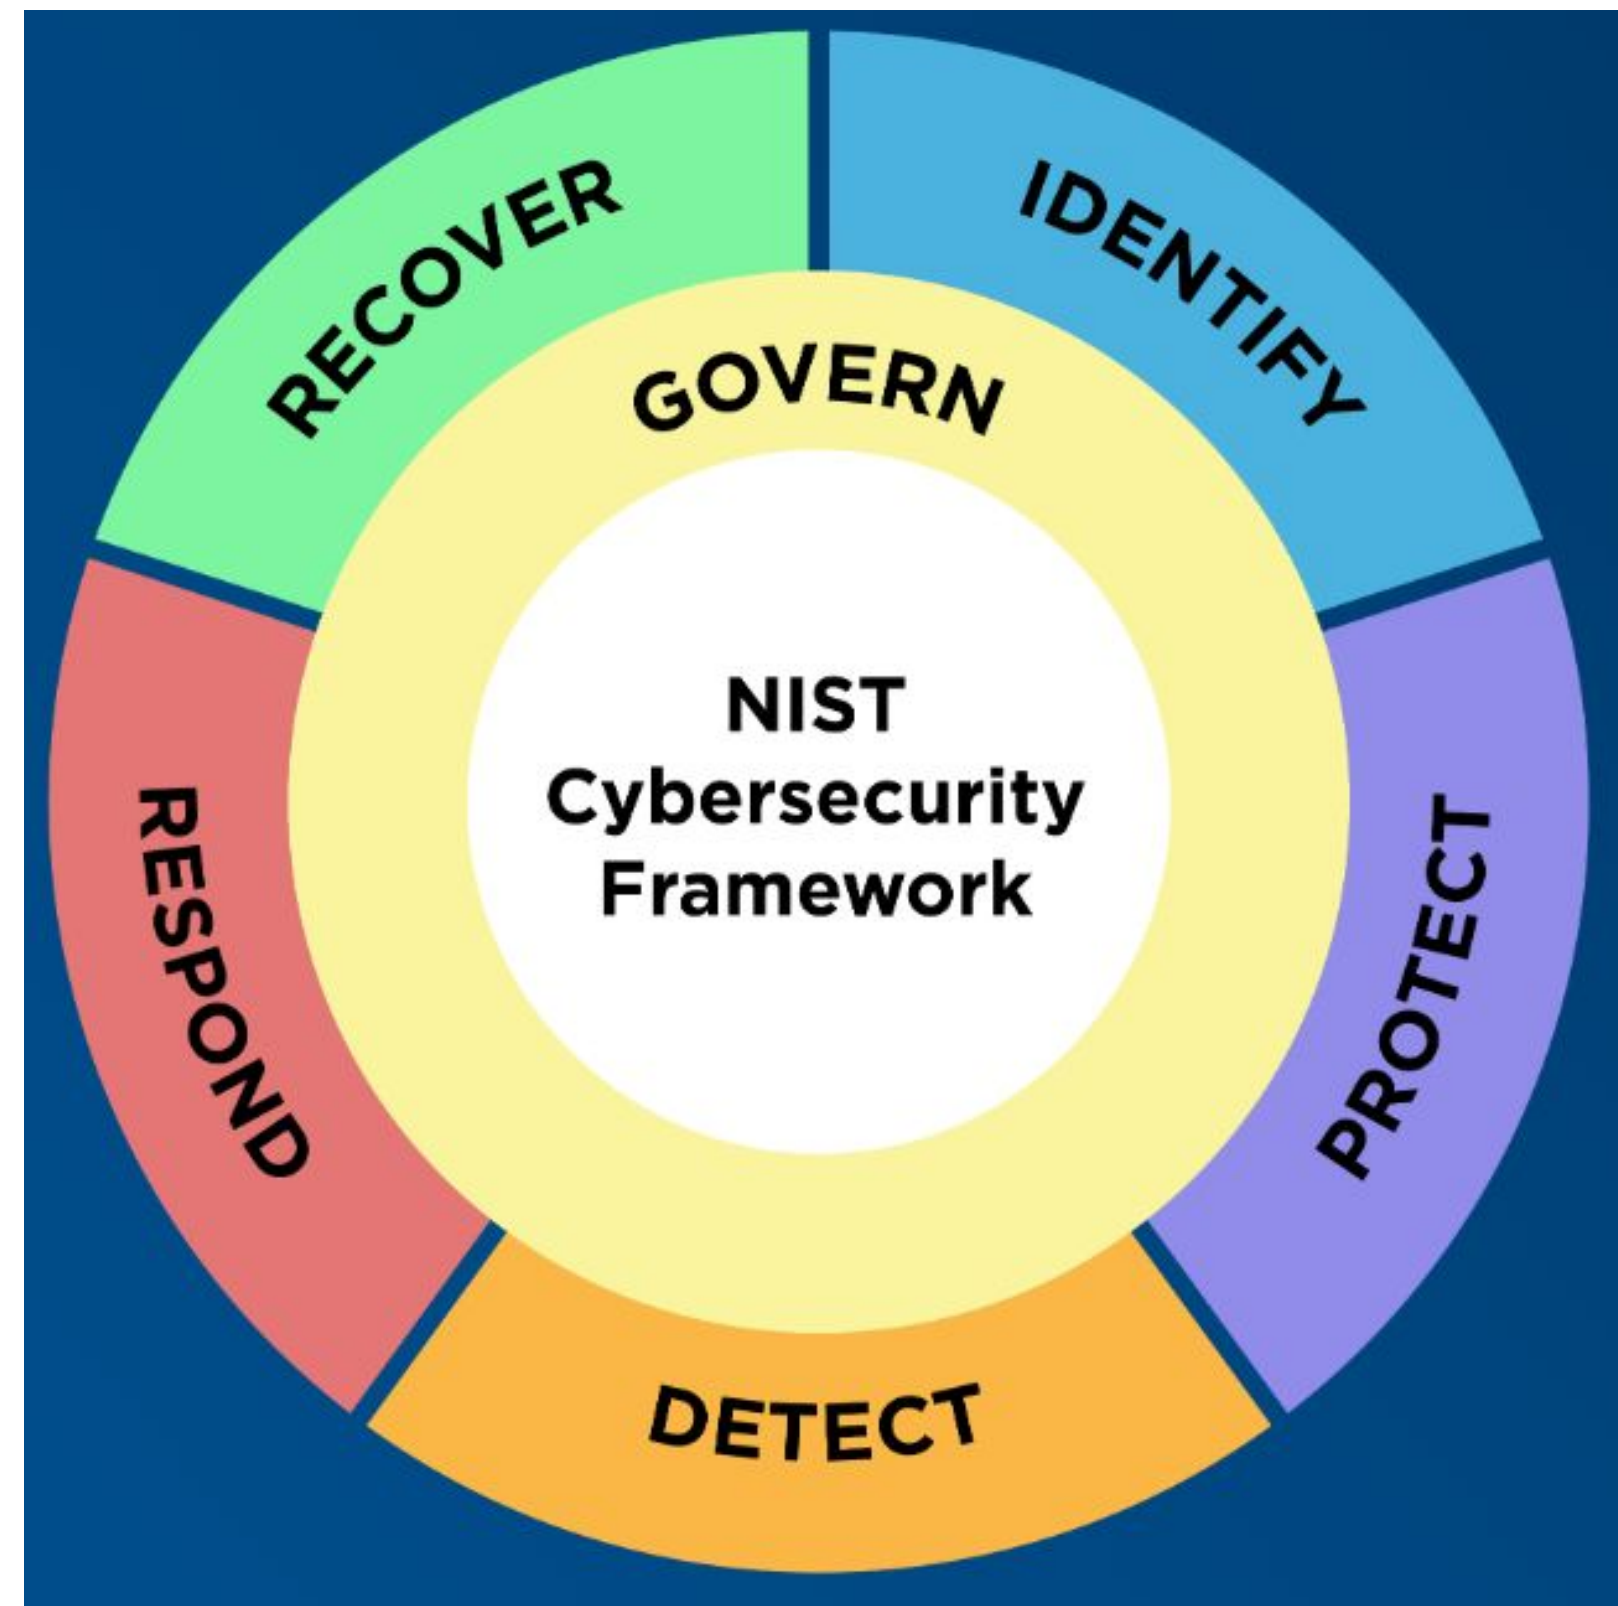 RECOVER
IDENTIFY
GOVERN
NIST
Cybersecurity
Framework
RESPOND
PROTECT
DETECT